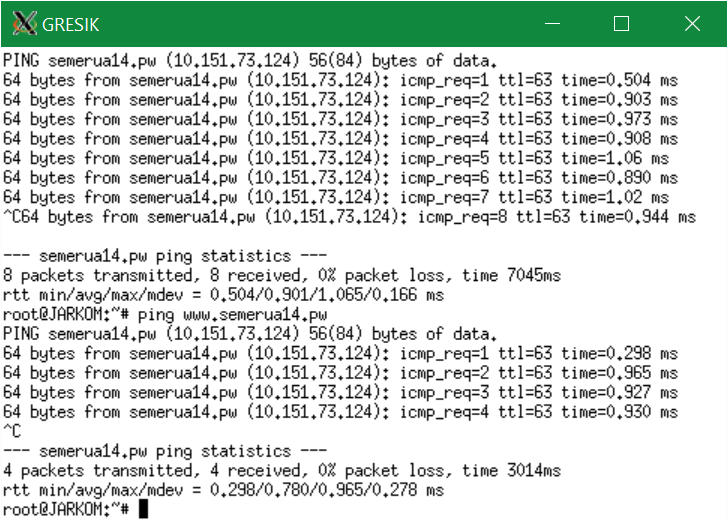 GRESIK
PING semerua14.pw (10.151.73.124) 56(84) bytes of data.
64 bytes from semerua14.pw (10.151.73.124): icmp_req=1 ttl=63 time=0.504 ms
64 bytes from semerua14.pw (10.151.73.124): icmp_req=2 ttl=63 time=0.903 ms
64 bytes from semerua14.pw (10.151.73.124): icmp_req=3 ttl=63 time=0.973 ms
64 bytes from semerua14.pw (10.151.73.124): icmp_req=4 ttl=63 time=0.908 ms
64 bytes from semerua14.pw (10.151.73.124): icmp_req=5 ttl=63 time=1.06 ms
64 bytes from semerua14.pw (10.151.73.124): icmp_req=6 ttl=63 time=0.890 ms
64 bytes from semerua14.pw (10.151.73.124): icmp_req=7 ttl=63 time=1.02 ms
^C64 bytes from semerua14.pw (10.151.73.124): icmp_req=8 ttl=63 time=0.944 ms
--- semerua14.pw ping statistics ---
8 packets transmitted, 8 received, 0% packet loss, time 7045ms
rtt min/avg/max/mdev = 0.504/0.901/1.065/0.166 ms
root@JARKOM:~# ping www.semerua14.pw
PING semerua14.pw (10.151.73.124) 56(84) bytes of data.
64 bytes from semerua14.pw (10.151.73.124): icmp_req=1 ttl=63 time=0.298 ms
64 bytes from semerua14.pw (10.151.73.124): icmp_req=2 ttl=63 time=0.965 ms
64 bytes from semerua14.pw (10.151.73.124): icmp_req=3 ttl=63 time=0.927 ms
64 bytes from semerua14.pw (10.151.73.124): icmp_req=4 ttl=63 time=0.930 ms
^C
--- semerua14.pw ping statistics ---
4 packets transmitted, 4 received, 0% packet loss, time 3014ms
rtt min/avg/max/mdev = 0.298/0.780/0.965/0.278 ms
root@JARKOM:~#